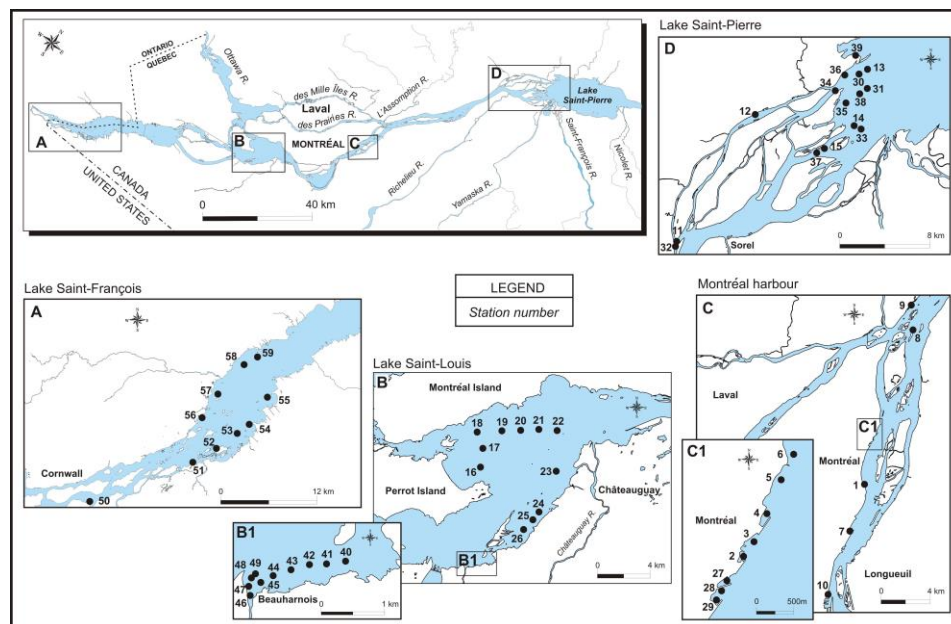 ONTARIO
QUEBEC
Ottawa R.
des Mille Îles R.
Laval
des Prairies R.
L'Assomption R.
MONTRÉAL
A
B
C
D
Lake
Saint-Pierre
CANADA
UNITED STATES
Richelieu R.
Yamaska R.
Saint-François R.
Nicolet R.
0 40 km
Lake Saint-Pierre
D
39
36 13
34 30
31
38
12 35
14
33
15
37
11
32
Sorel
0 8 km
Lake Saint-François
A
58 59
57
55
56
53 54
52
Cornwall
51
50
0 12 km
LEGEND
Station number
Lake Saint-Louis
B
Montréal Island
18 19 20 21 22
17
16 23
Perrot Island
Châteauguay
24
25
26
Châteauguay R.
B1
0 4 km
B1
48 49 44 43 42 41 40
47 45
46
Beauharnois
0 1 km
Montréal harbour
C
9
8
Laval
C1
Montréal
1
7
10
Longueuil
0 4 km
C1
6
5
Montréal
4
3
2
27
28
29
0 500m